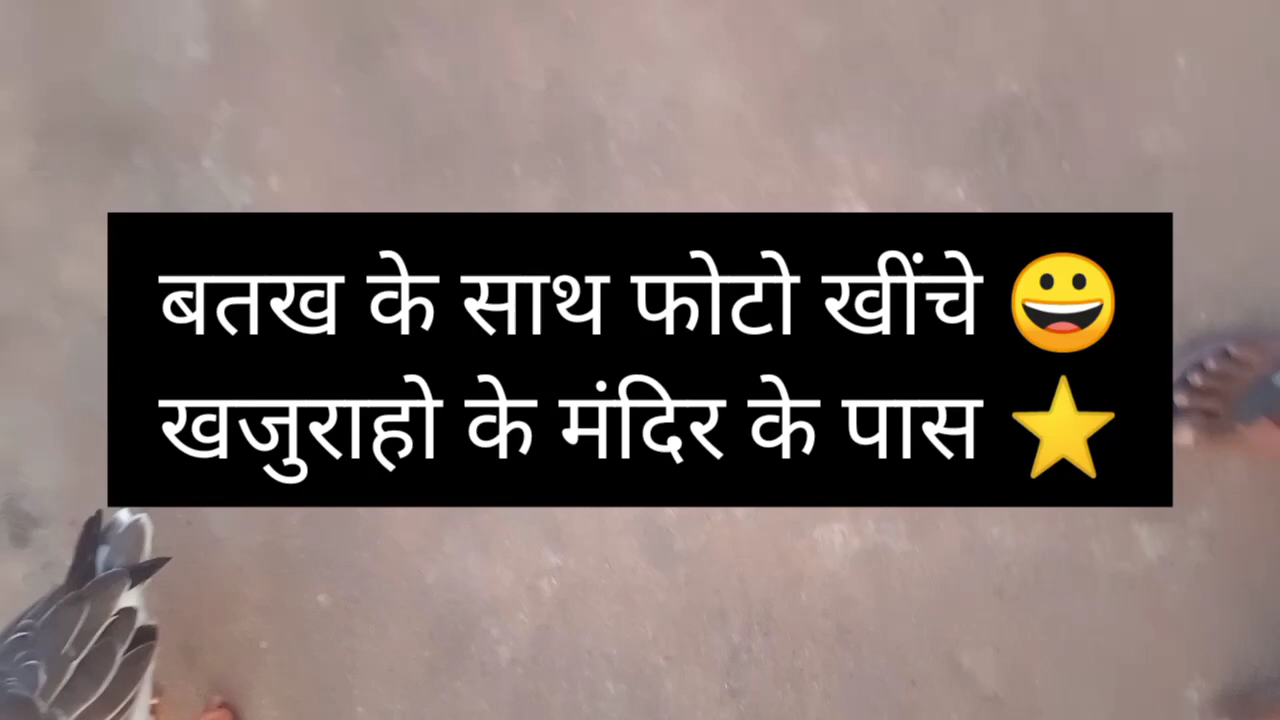 बतख के साथ फोटो खींचे 😀
खजुराहो के मंदिर के पास ⭐